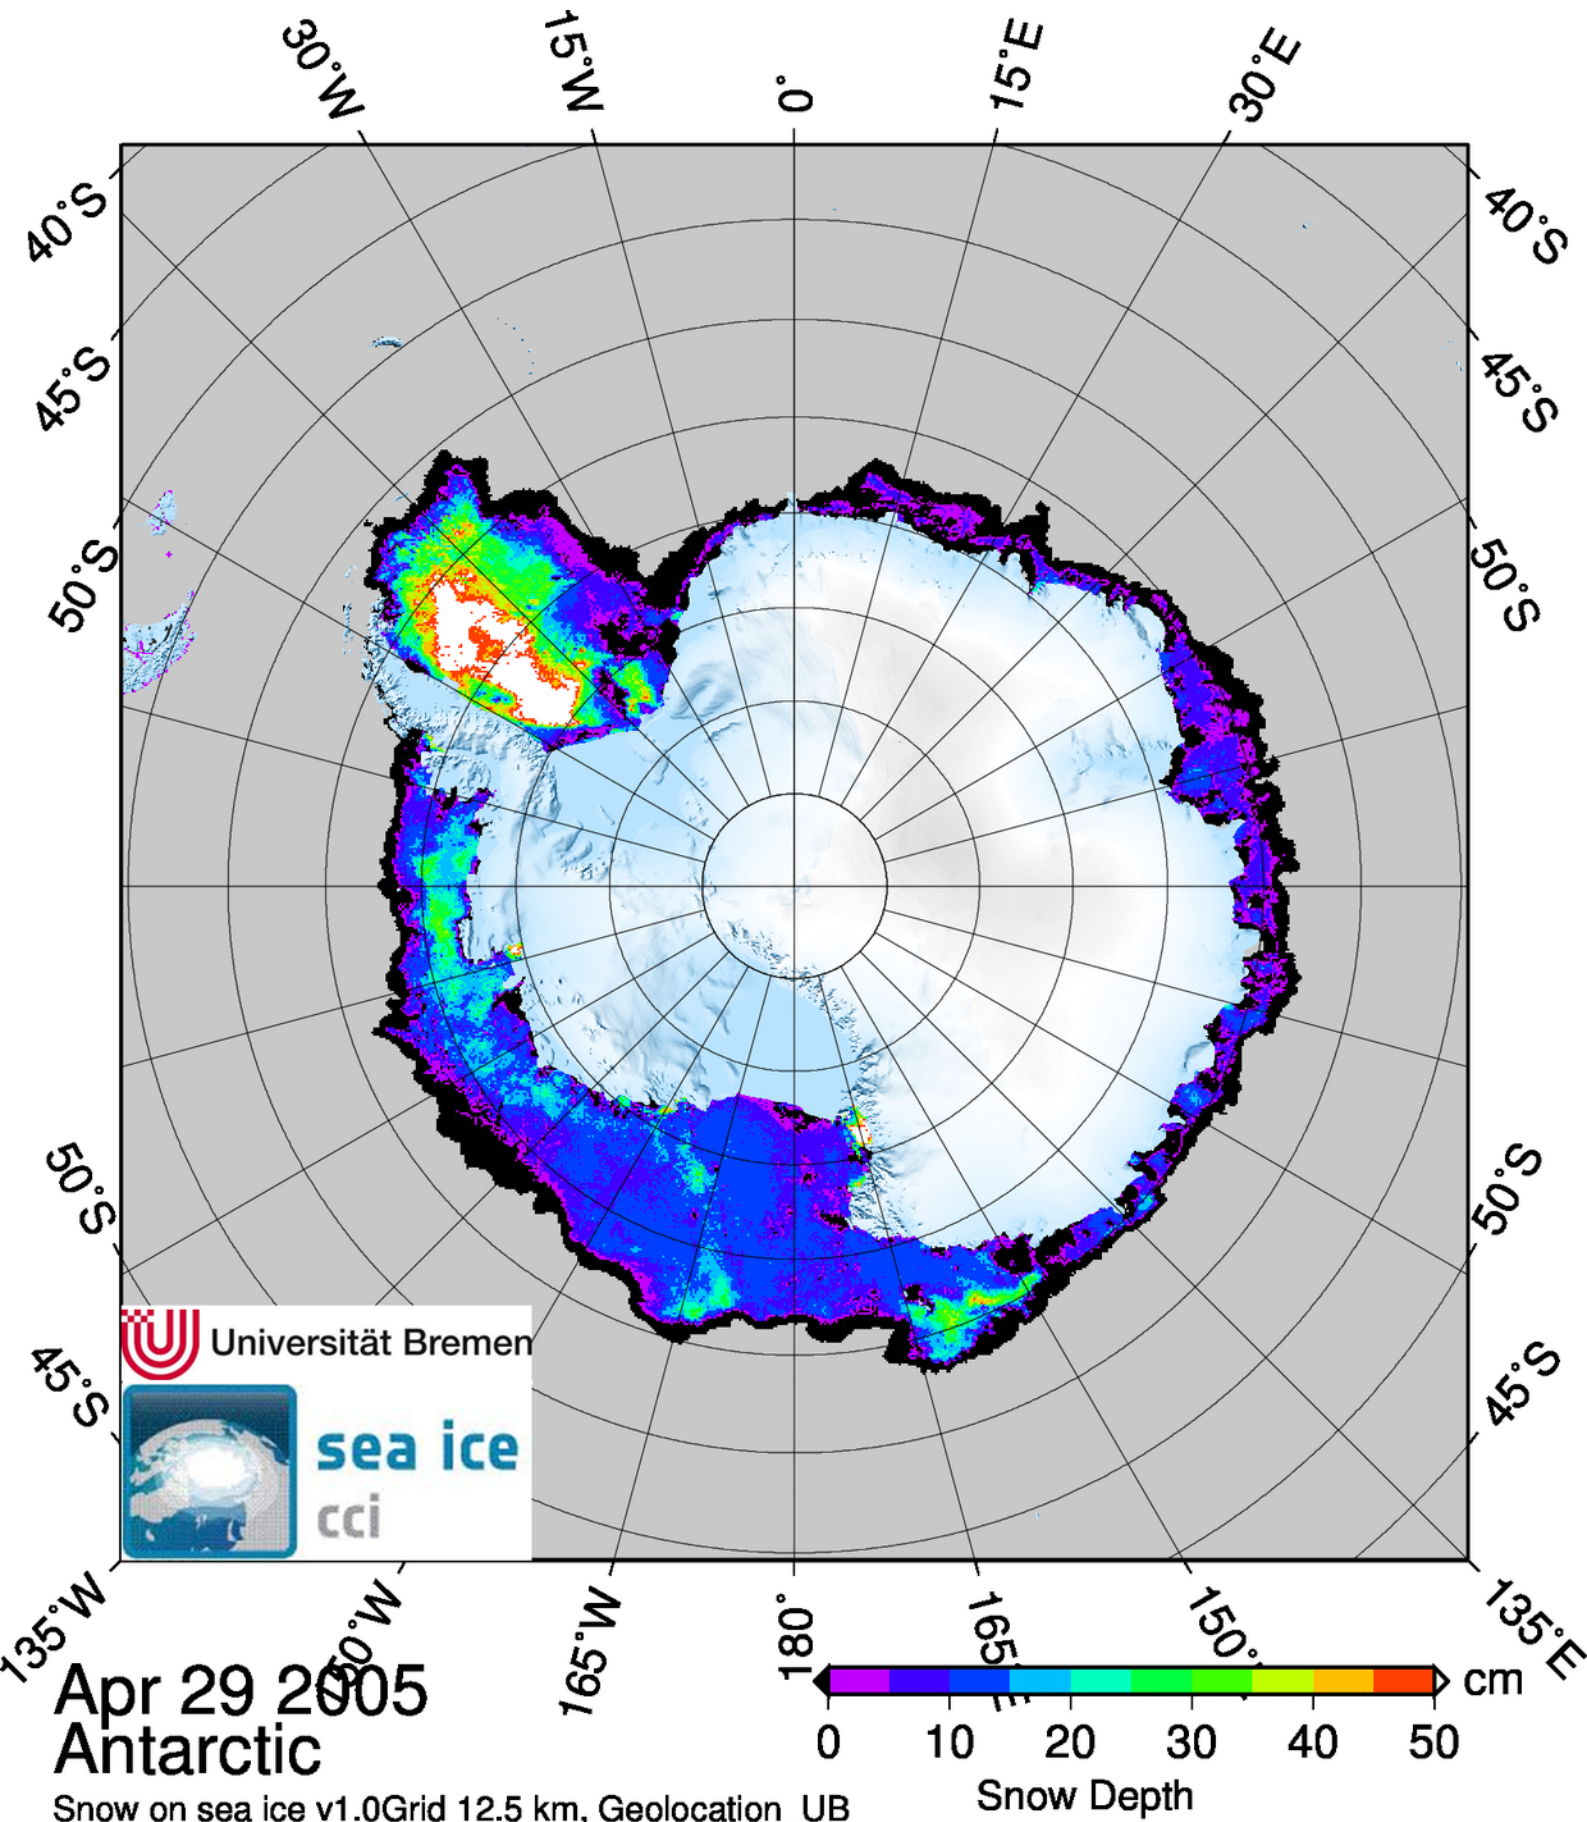 30°W 15°W 0° 15°E 30°E
40°S 40°S
45°S 45°S
50°S 50°S
50°S 50°S
45°S 45°S
Universität Bremen
sea ice
cci
135°W 150°W 165°W 180° 165°E 150° 135°E
Apr 29 2005
Antarctic
Snow on sea ice v1.0Grid 12.5 km, Geolocation UB
cm
0 10 20 30 40 50
Snow Depth